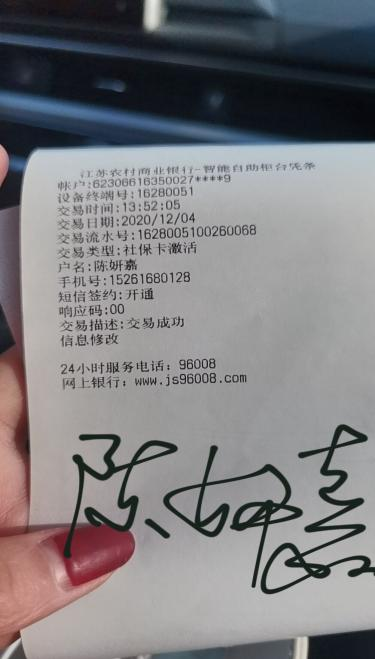 江苏农村商业银行-智能自助柜台凭条
帐户:62306616350027****9
设备终端号:16280051
交易时间:13:52:05
交易日期:2020/12/04
交易流水号:1628005100260068
交易类型:社保卡激活
户名:陈妍嘉
手机号:15261680128
短信签约:开通
响应码:00
交易描述:交易成功
信息修改
24小时服务电话：96008
网上银行：www.js96008.com
陈妍嘉